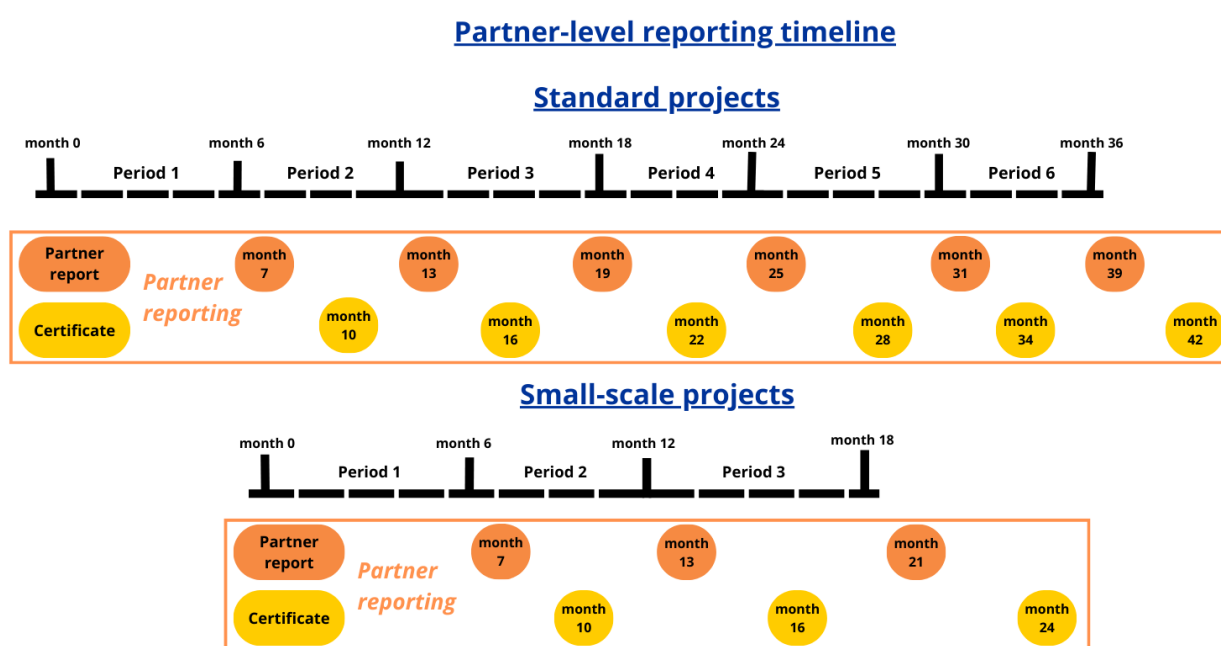 Partner-level reporting timeline
Standard projects
month 0 month 6 month 12 month 18 month 24 month 30 month 36
Period 1 Period 2 Period 3 Period 4 Period 5 Period 6
Partner
report
Partner
reporting
month
7
month
13
month
19
month
25
month
31
month
39
Certificate
month
10
month
16
month
22
month
28
month
34
month
42
Small-scale projects
month 0 month 6 month 12 month 18
Period 1 Period 2 Period 3
Partner
report
Partner
reporting
month
7
month
13
month
21
Certificate
month
10
month
16
month
24